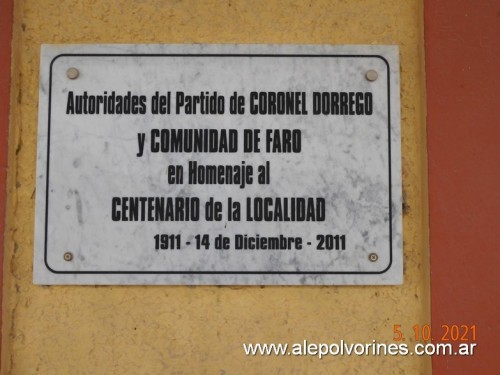 Autoridades del Partido de CORONEL DORREGO
y COMUNIDAD DE FARO
en Homenaje al
CENTENARIO de la LOCALIDAD
1911 - 14 de Diciembre - 2011
5.10.2021
www.alepolvorines.com.ar